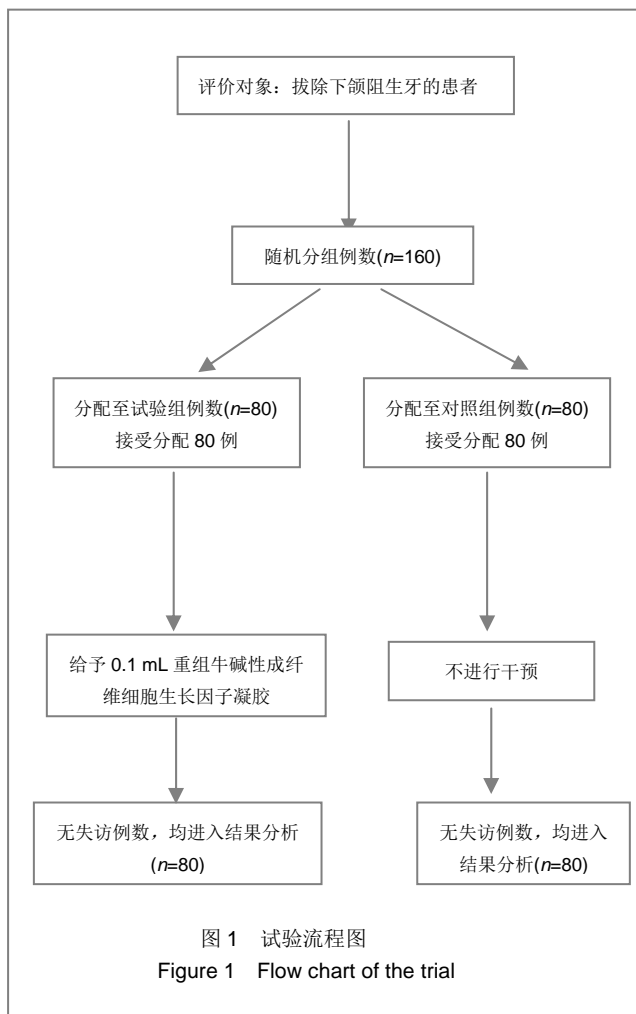 评价对象：拔除下颌阻生牙的患者
随机分组例数(n=160)
分配至试验组例数(n=80)
接受分配 80 例
分配至对照组例数(n=80)
接受分配 80 例
给予 0.1 mL 重组牛碱性成纤
维细胞生长因子凝胶
不进行干预
无失访例数，均进入结果分析
(n=80)
无失访例数，均进入
结果分析(n=80)
图 1 试验流程图
Figure 1 Flow chart of the trial